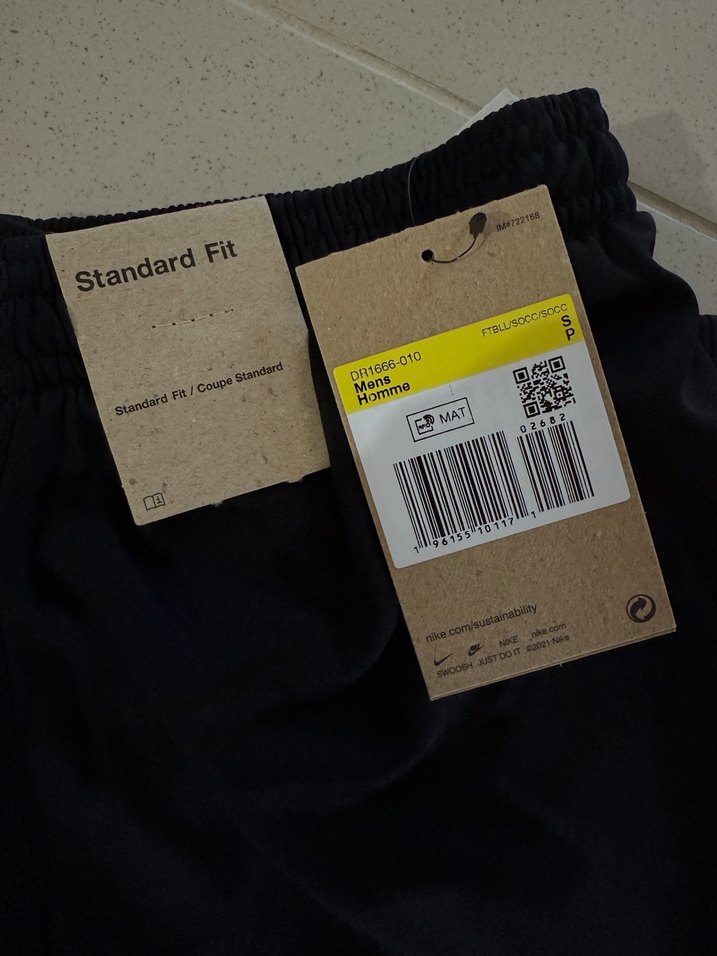 Standard Fit
Standard Fit / Coupe Standard
IM#722168
FTBLL/SOCC/SOCC
S
P
DR1666-010
Mens
Homme
RFID
MAT
02682
1 96155 10117 1
nike.com/sustainability
NIKE nike.com
SWOOSH JUST DO IT ©2021 Nike